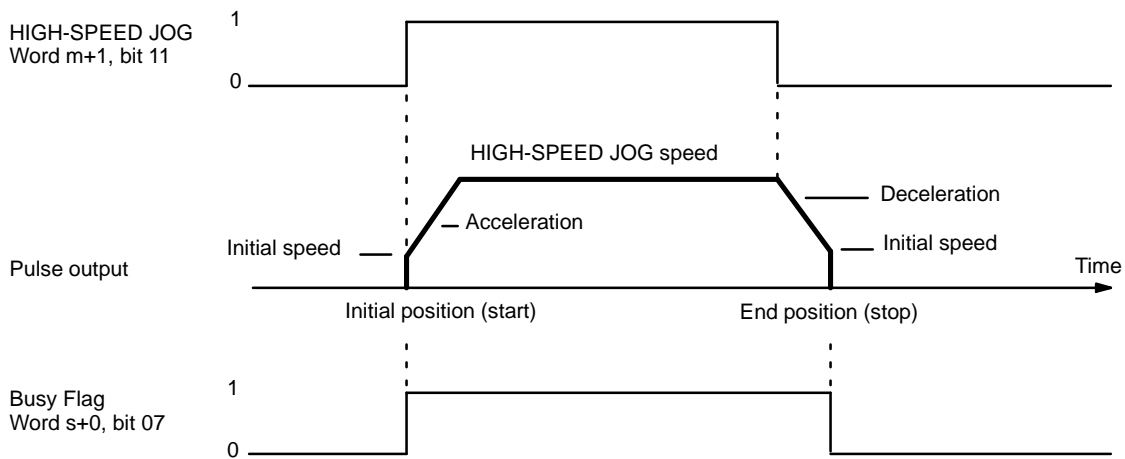 HIGH-SPEED JOG
Word m+1, bit 11
1
0
HIGH-SPEED JOG speed
Deceleration
Acceleration
Initial speed
Initial speed
Pulse output
Time
Initial position (start)
End position (stop)
Busy Flag
Word s+0, bit 07
1
0